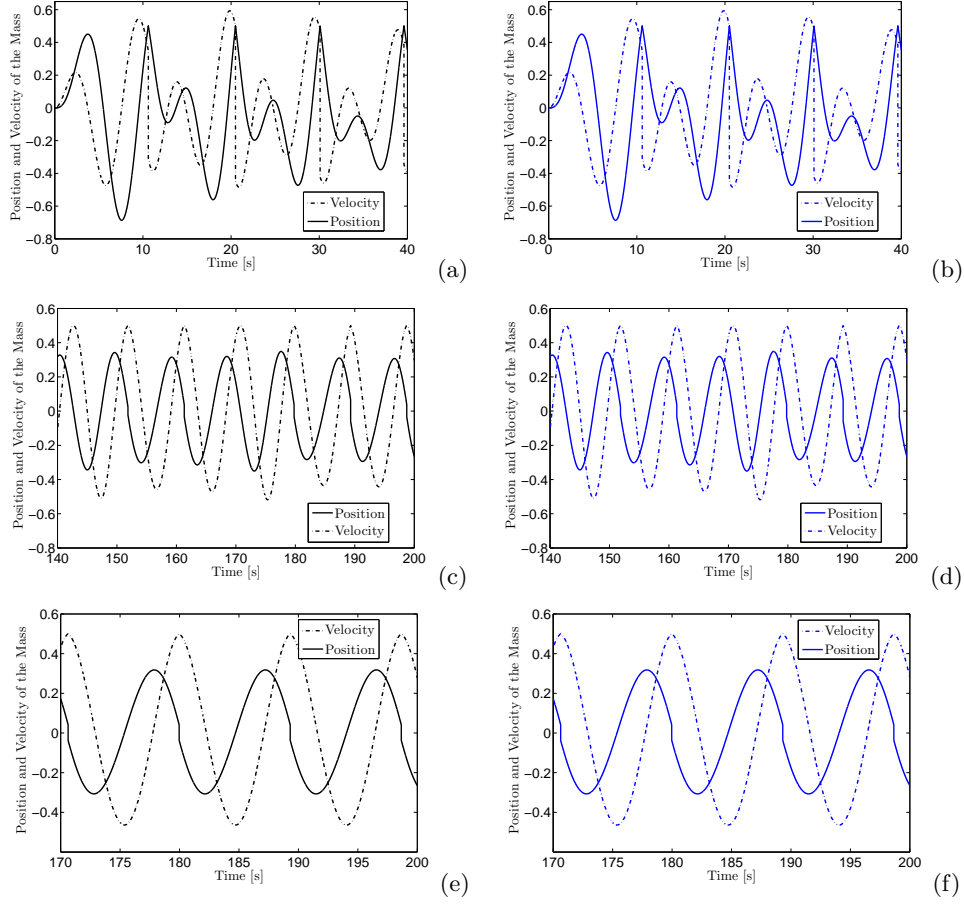 Position and Velocity of the Mass
0.6
0.4
0.2
0
−0.2
−0.4
−0.6
−0.8
0 10 20 30 40
Time [s]
Velocity
Position
(a)
Position and Velocity of the Mass
0.6
0.4
0.2
0
−0.2
−0.4
−0.6
−0.8
0 10 20 30 40
Time [s]
Velocity
Position
(b)
Position and Velocity of the Mass
0.6
0.4
0.2
0
−0.2
−0.4
−0.6
−0.8
140 150 160 170 180 190 200
Time [s]
Position
Velocity
(c)
Position and Velocity of the Mass
0.6
0.4
0.2
0
−0.2
−0.4
−0.6
−0.8
140 150 160 170 180 190 200
Time [s]
Position
Velocity
(d)
Position and Velocity of the Mass
0.6
0.4
0.2
0
−0.2
−0.4
170 175 180 185 190 195 200
Time [s]
Velocity
Position
(e)
Position and Velocity of the Mass
0.6
0.4
0.2
0
−0.2
−0.4
170 175 180 185 190 195 200
Time [s]
Velocity
Position
(f)